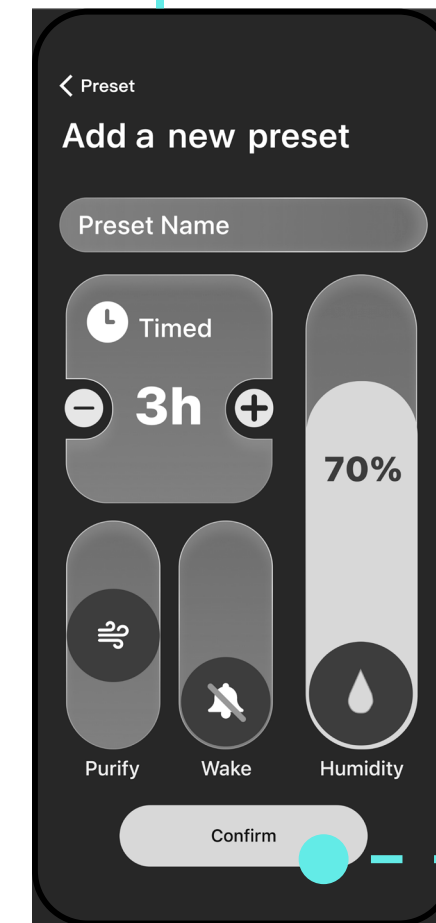 Preset
Add a new preset
Preset Name
Timed
3h
70%
Purify
Wake
Humidity
Confirm